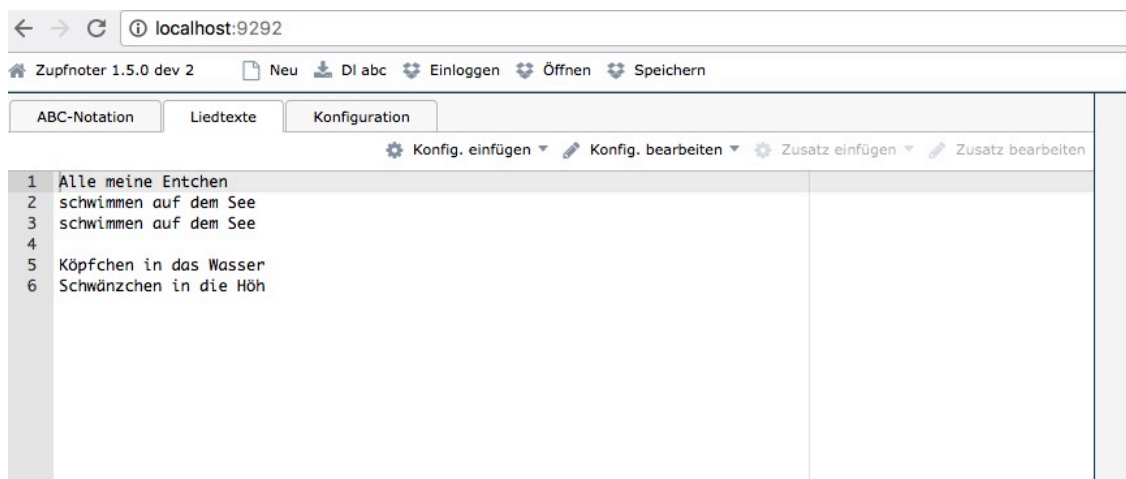 localhost:9292
Zupfnoter 1.5.0 dev 2 Neu Dl abc Einloggen Öffnen Speichern
ABC-Notation Liedtexte Konfiguration
Konfig. einfügen Konfig. bearbeiten Zusatz einfügen Zusatz bearbeiten
1 Alle meine Entchen
2 schwimmen auf dem See
3 schwimmen auf dem See
4
5 Köpfchen in das Wasser
6 Schwänzchen in die Höh